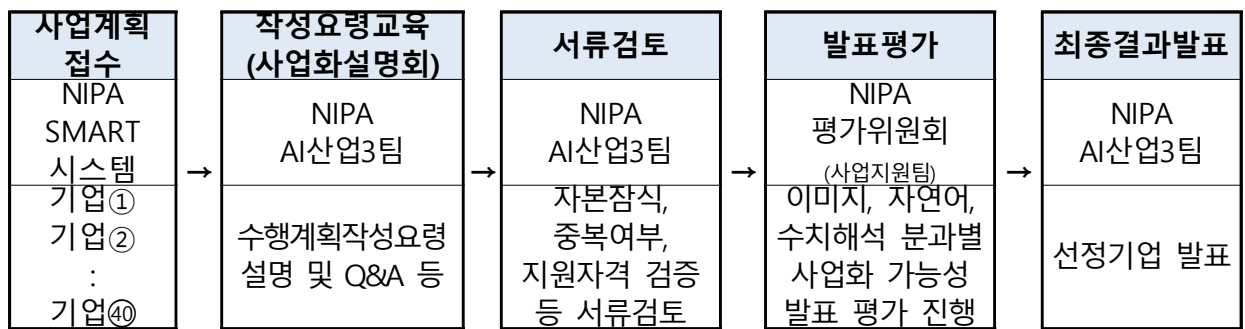 사업계획
접수
NIPA
SMART
시스템
기업①
기업②
:
기업㊵
→
작성요령교육
(사업화설명회)
NIPA
AI산업3팀
수행계획작성요령
설명 및 Q&A 등
→
서류검토
NIPA
AI산업3팀
자본잠식,
중복여부,
지원자격 검증
등 서류검토
→
발표평가
NIPA
평가위원회
(사업지원팀)
이미지, 자연어,
수치해석 분과별
사업화 가능성
발표 평가 진행
→
최종결과발표
NIPA
AI산업3팀
선정기업 발표